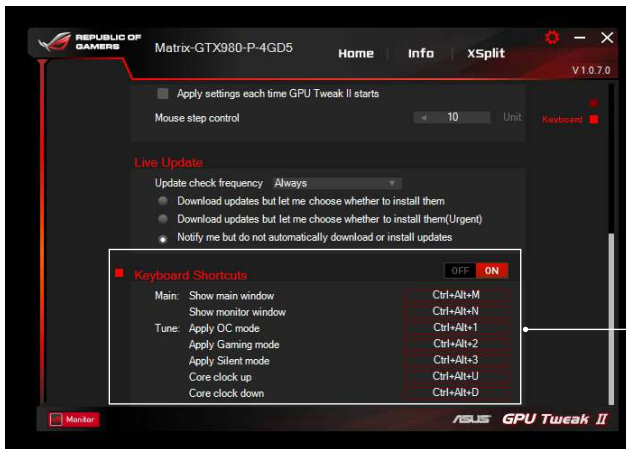 REPUBLIC OF
GAMERS
Matrix-GTX980-P-4GD5
Home Info XSplit
V 1.0.7.0
Apply settings each time GPU Tweak II starts
Mouse step control 10 Unit
Keyboard
Live Update
Update check frequency Always
Download updates but let me choose whether to install them
Download updates but let me choose whether to install them(Urgent)
Notify me but do not automatically download or install updates
Keyboard Shortcuts OFF ON
Main: Show main window Ctrl+Alt+M
Show monitor window Ctrl+Alt+N
Tune: Apply OC mode Ctrl+Alt+1
Apply Gaming mode Ctrl+Alt+2
Apply Silent mode Ctrl+Alt+3
Core clock up Ctrl+Alt+U
Core clock down Ctrl+Alt+D
Monitor ASUS GPU Tweak II